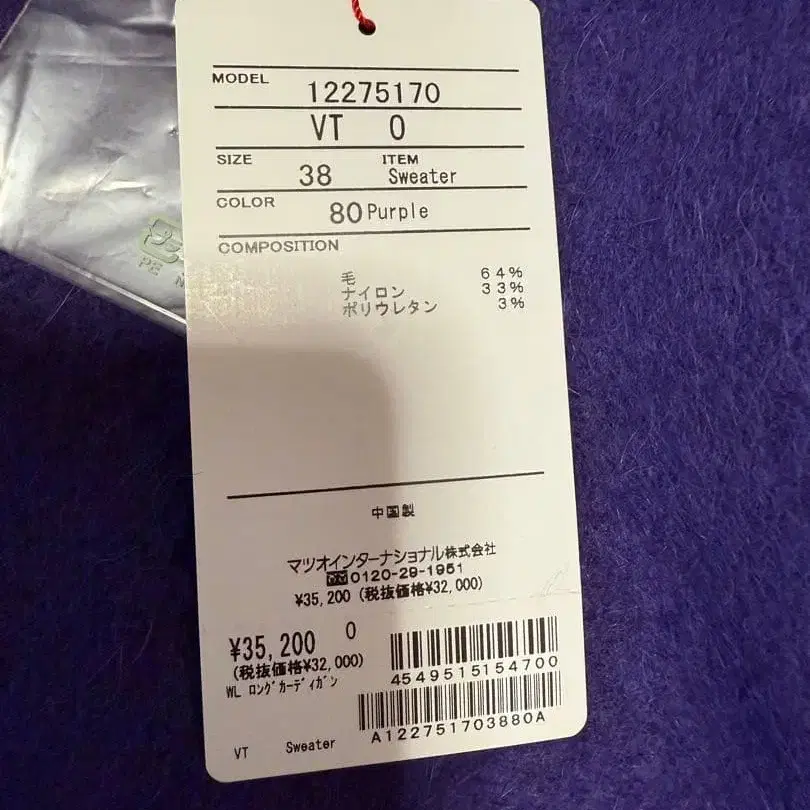 MODEL 12275170
VT 0
SIZE 38 ITEM Sweater
COLOR 80 Purple
COMPOSITION
毛 64%
ナイロン 33%
ポリウレタン 3%
中国製
マツオインターナショナル株式会社
0120-29-1951
¥35,200 (税抜価格¥32,000)
¥35,200 0
(税抜価格¥32,000)
WL ロングカーディガン
4549515154700
A122751703880A
VT Sweater
PE